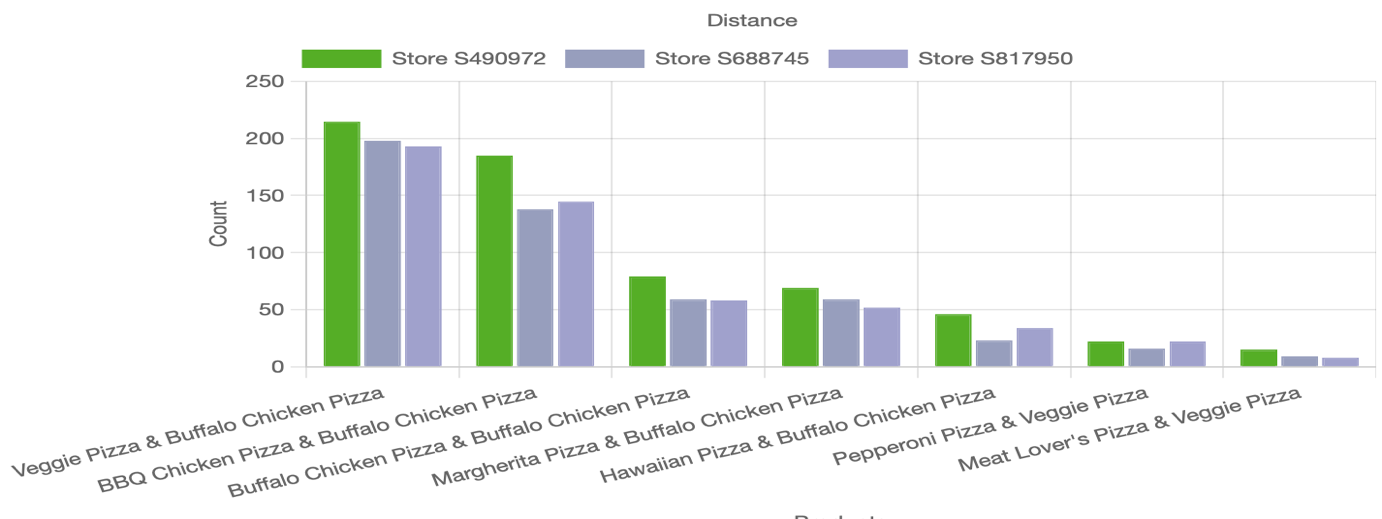 Distance
Store S490972 Store S688745 Store S817950
250
200
150
100
50
0
Count
Veggie Pizza & Buffalo Chicken Pizza
BBQ Chicken Pizza & Buffalo Chicken Pizza
Buffalo Chicken Pizza & Buffalo Chicken Pizza
Margherita Pizza & Buffalo Chicken Pizza
Hawaiian Pizza & Buffalo Chicken Pizza
Pepperoni Pizza & Veggie Pizza
Meat Lover's Pizza & Veggie Pizza